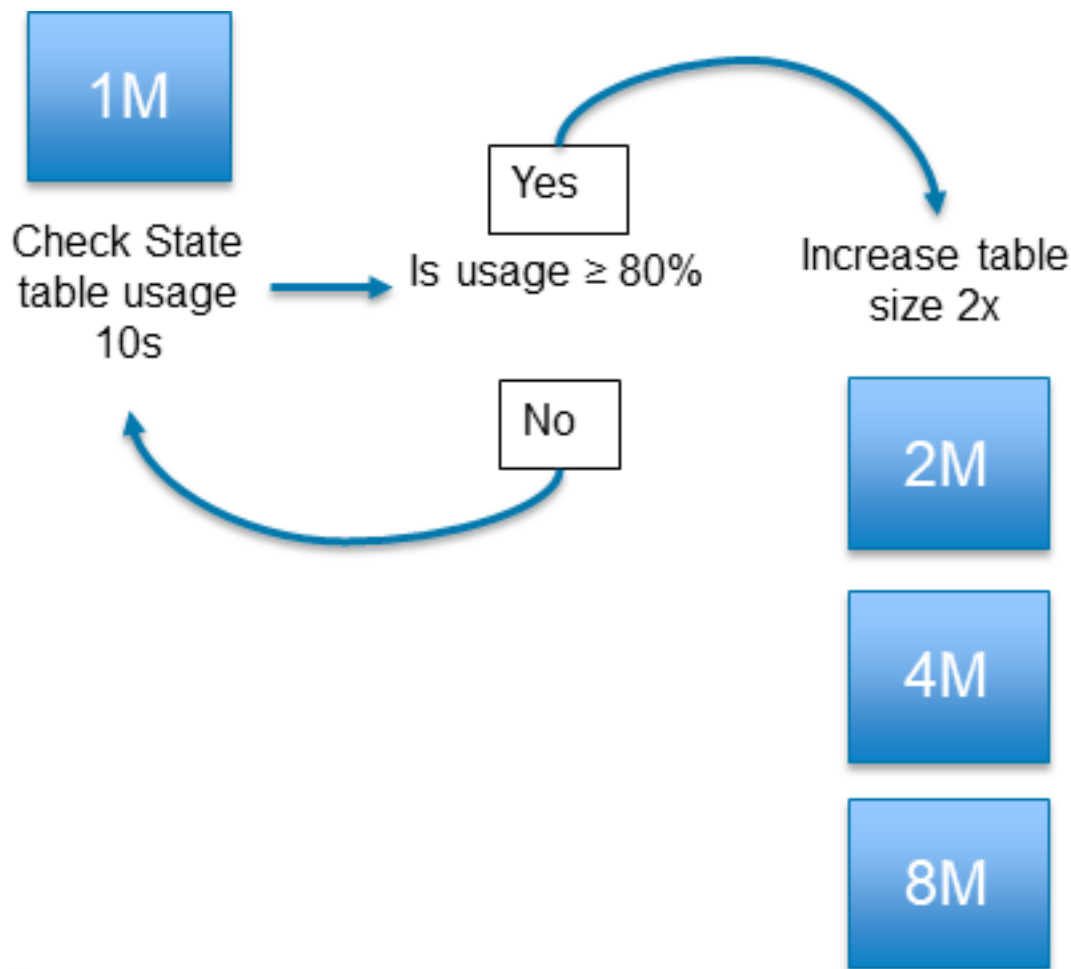 1M
Check State
table usage
10s
Yes
Is usage ≥ 80%
No
Increase table
size 2x
2M
4M
8M